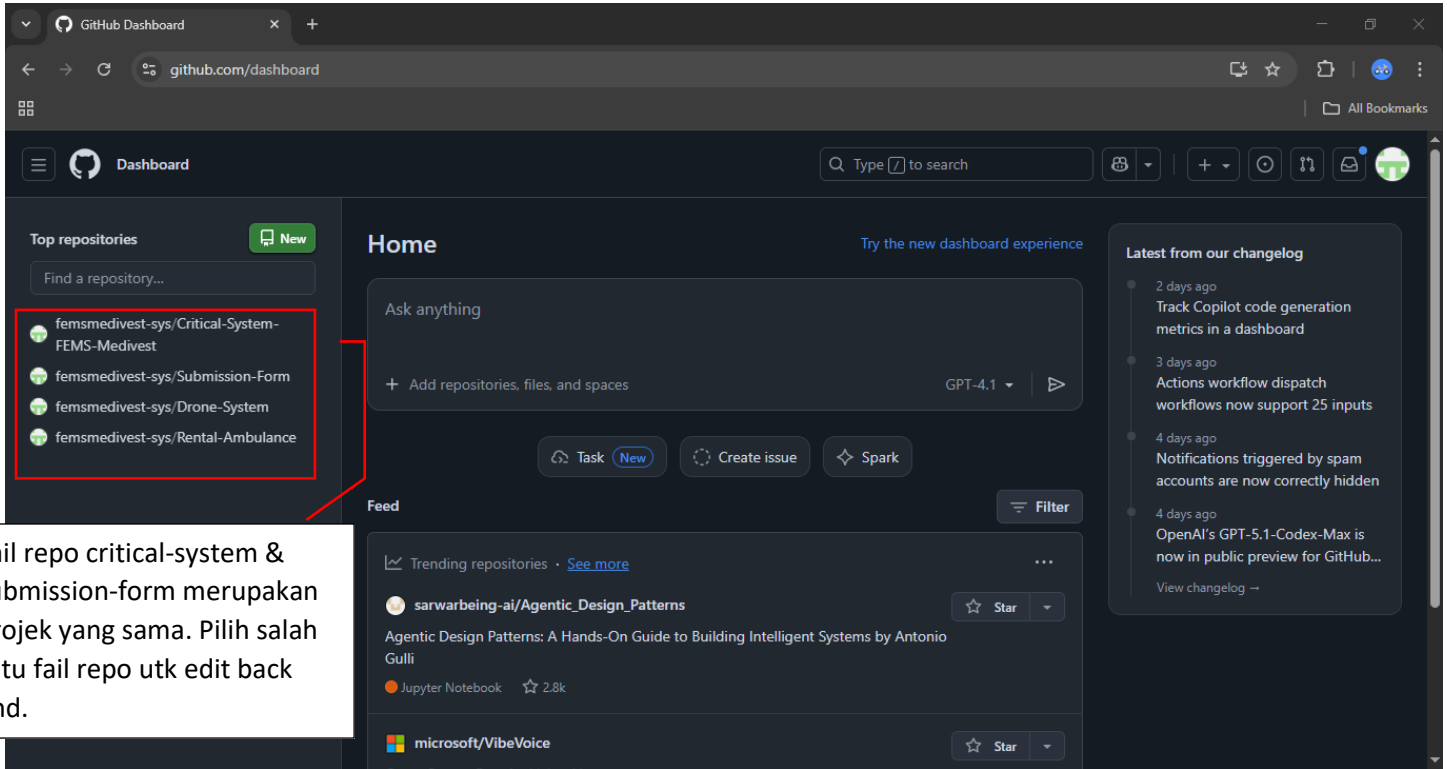 GitHub Dashboard
github.com/dashboard
All Bookmarks
Dashboard
Type / to search
Top repositories
New
Find a repository...
femsmedivest-sys/Critical-System-
FEMS-Medivest
femsmedivest-sys/Submission-Form
femsmedivest-sys/Drone-System
femsmedivest-sys/Rental-Ambulance
ail repo critical-system &
ubmission-form merupakan
rojek yang sama. Pilih salah
tu fail repo utk edit back
nd.
Home
Try the new dashboard experience
Ask anything
Add repositories, files, and spaces
GPT-4.1
Task New
Create issue
Spark
Feed
Filter
Trending repositories · See more
sarwarbeing-ai/Agentic_Design_Patterns
Star
Agentic Design Patterns: A Hands-On Guide to Building Intelligent Systems by Antonio
Gulli
Jupyter Notebook 2.8k
microsoft/VibeVoice
Star
Latest from our changelog
2 days ago
Track Copilot code generation
metrics in a dashboard
3 days ago
Actions workflow dispatch
workflows now support 25 inputs
4 days ago
Notifications triggered by spam
accounts are now correctly hidden
4 days ago
OpenAI's GPT-5.1-Codex-Max is
now in public preview for GitHub...
View changelog →